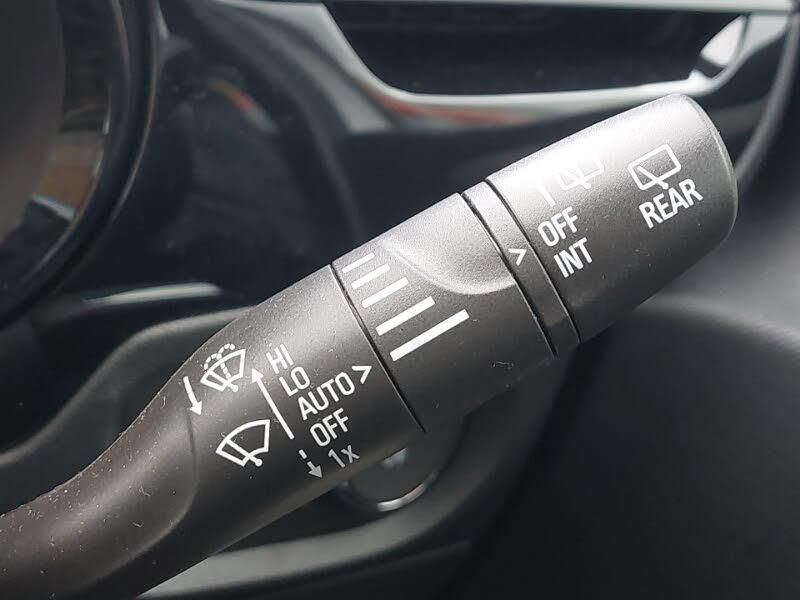 HI
LO
AUTO >
OFF
1x
>
OFF
INT
REAR